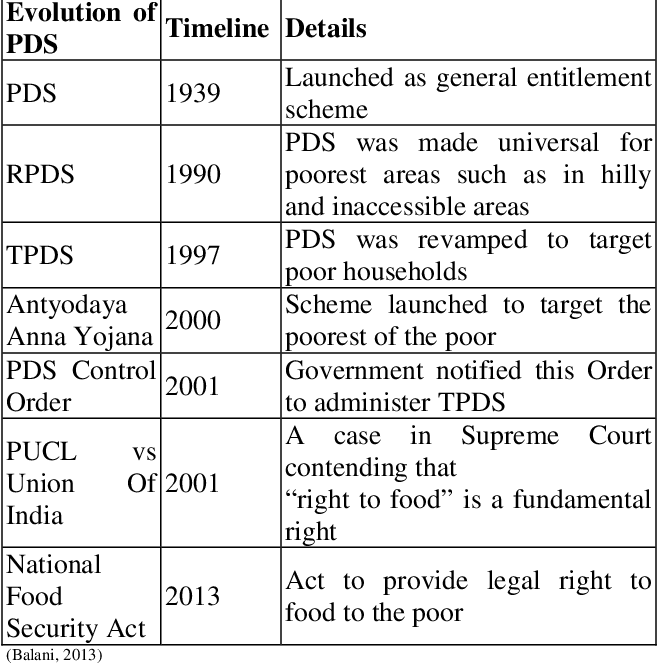 Evolution of PDS Timeline Details
PDS 1939 Launched as general entitlement scheme
RPDS 1990 PDS was made universal for poorest areas such as in hilly and inaccessible areas
TPDS 1997 PDS was revamped to target poor households
Antyodaya Anna Yojana 2000 Scheme launched to target the poorest of the poor
PDS Control Order 2001 Government notified this Order to administer TPDS
PUCL vs Union Of India 2001 A case in Supreme Court contending that “right to food” is a fundamental right
National Food Security Act 2013 Act to provide legal right to food to the poor
(Balani, 2013)